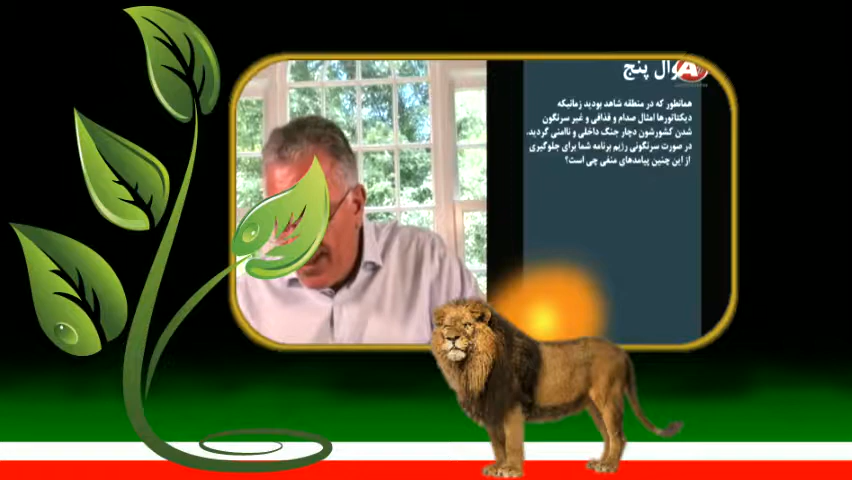 وال پنج
همانطور که در منطقه شاهد بودید زمانیکه
دیکتاتورها امثال صدام و قذافی و غیر سرنگون
شدن کشورشون دچار جنگ داخلی و ناامنی گردید.
در صورت سرنگونی رژیم برنامه شما برای جلوگیری
از این چنین پیامدهای منفی چی است؟